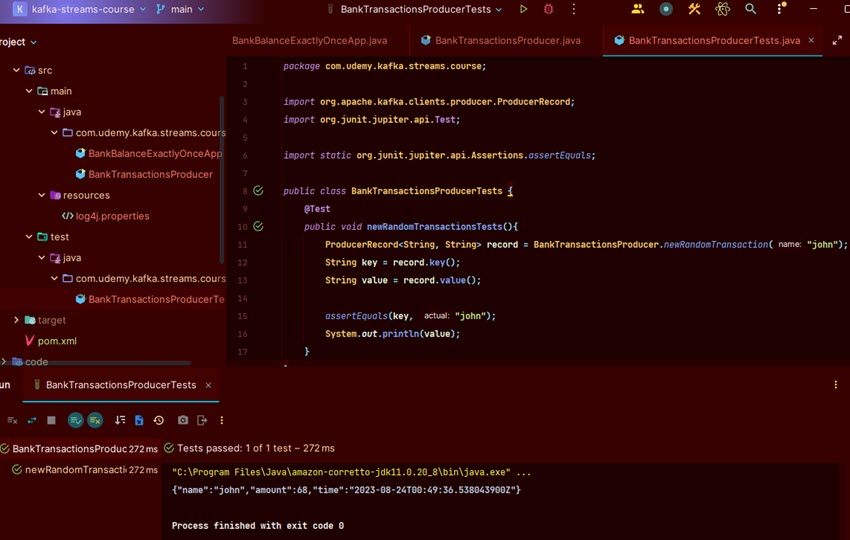 K kafka-streams-course main BankTransactionsProducerTests
roject
BankBalanceExactlyOnceApp.java BankTransactionsProducer.java BankTransactionsProducerTests.java
src
main
java
com.udemy.kafka.streams.cours
BankBalanceExactlyOnceApp
BankTransactionsProducer
resources
log4j.properties
test
java
com.udemy.kafka.streams.cours
BankTransactionsProducerTe
target
pom.xml
code
1 package com.udemy.kafka.streams.course;
2
3 import org.apache.kafka.clients.producer.ProducerRecord;
4 import org.junit.jupiter.api.Test;
5
6 import static org.junit.jupiter.api.Assertions.assertEquals;
7
8 public class BankTransactionsProducerTests {
9 @Test
10 public void newRandomTransactionsTests(){
11 ProducerRecord<String, String> record = BankTransactionsProducer.newRandomTransaction( name: "john");
12 String key = record.key();
13 String value = record.value();
14
15 assertEquals(key, actual: "john");
16 System.out.println(value);
17 }
un BankTransactionsProducerTests
BankTransactionsProduc 272 ms
newRandomTransacti 272 ms
Tests passed: 1 of 1 test – 272 ms
"C:\Program Files\Java\amazon-corretto-jdk11.0.20_8\bin\java.exe" ...
{"name":"john","amount":68,"time":"2023-08-24T00:49:36.538043900Z"}
Process finished with exit code 0